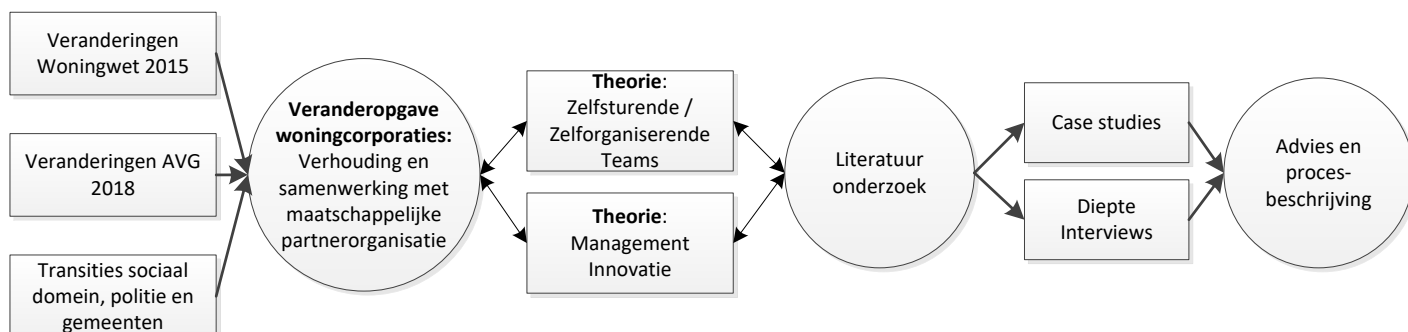 Veranderingen
Woningwet 2015
Veranderingen AVG
2018
Transities sociaal
domein, politie en
gemeenten
Veranderopgave
woningcorporaties:
Verhouding en
samenwerking met
maatschappelijke
partnerorganisatie
Theorie:
Zelfsturende /
Zelforganiserende
Teams
Theorie:
Management
Innovatie
Literatuur
onderzoek
Case studies
Diepte
Interviews
Advies en
proces-
beschrijving